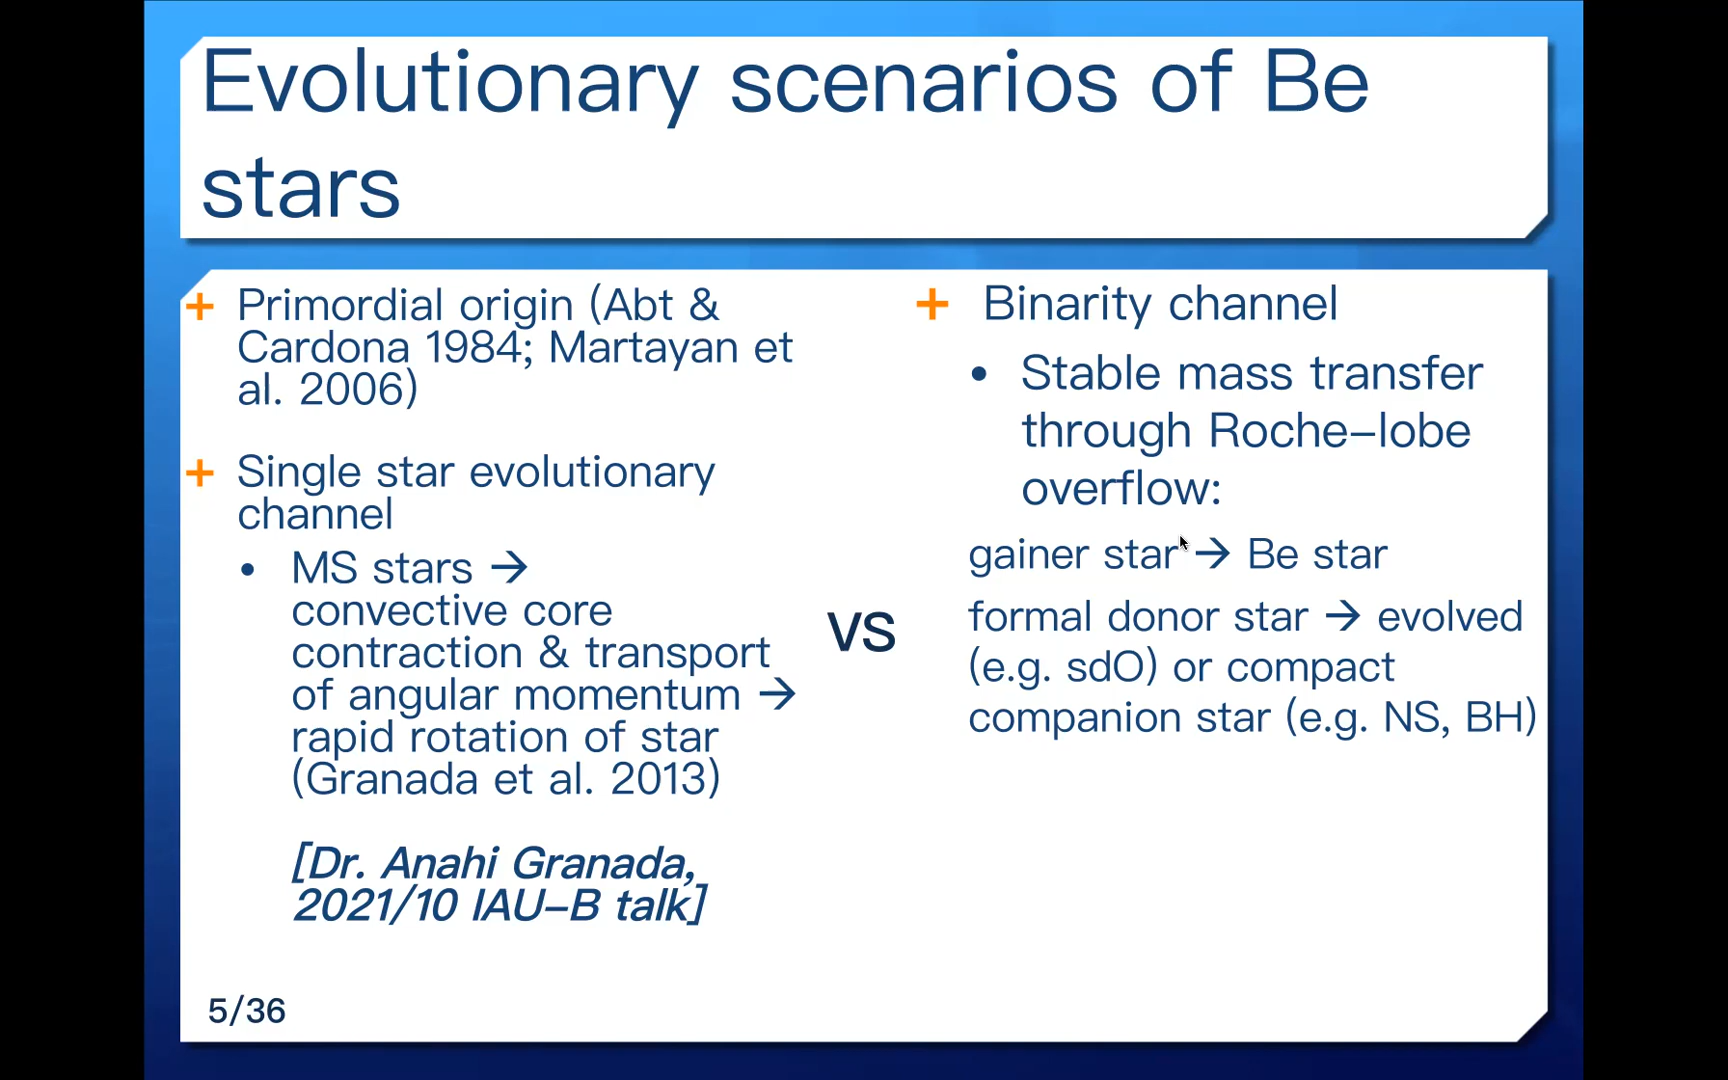 Evolutionary scenarios of Be
stars
+ Primordial origin (Abt &
Cardona 1984; Martayan et
al. 2006)
+ Single star evolutionary
channel
• MS stars →
convective core
contraction & transport
of angular momentum →
rapid rotation of star
(Granada et al. 2013)
[Dr. Anahi Granada,
2021/10 IAU–B talk]
vs
+ Binarity channel
• Stable mass transfer
through Roche–lobe
overflow:
gainer star → Be star
formal donor star → evolved
(e.g. sdO) or compact
companion star (e.g. NS, BH)
5/36